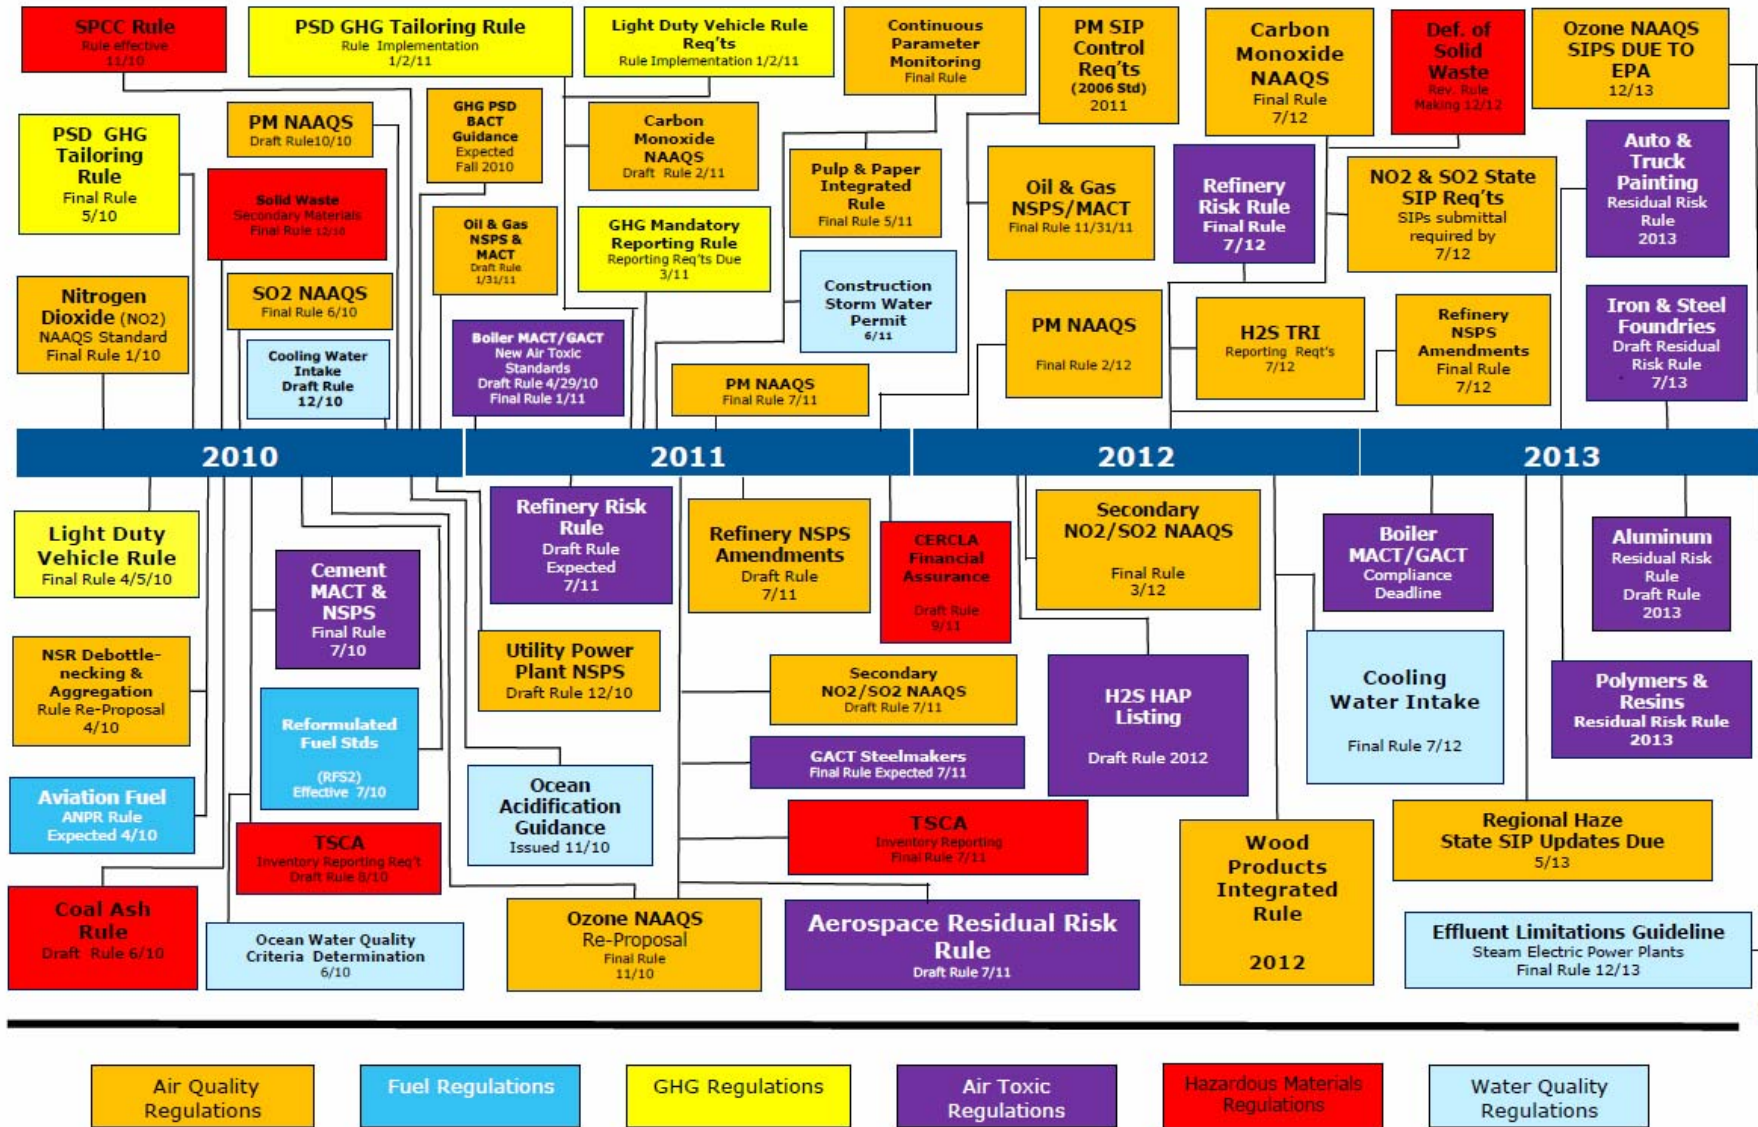 SPCC Rule
Rule effective
11/10
PSD GHG Tailoring Rule
Rule Implementation
1/2/11
Light Duty Vehicle Rule
Req'ts
Rule Implementation 1/2/11
Continuous
Parameter
Monitoring
Final Rule
PM SIP
Control
Req'ts
(2006 Std)
2011
Carbon
Monoxide
NAAQS
Final Rule
7/12
Def. of
Solid
Waste
Rev. Rule
Making 12/12
Ozone NAAQS
SIPS DUE TO
EPA
12/13
PSD GHG
Tailoring
Rule
Final Rule
5/10
PM NAAQS
Draft Rule10/10
GHG PSD
BACT
Guidance
Expected
Fall 2010
Carbon
Monoxide
NAAQS
Draft Rule 2/11
Pulp & Paper
Integrated
Rule
Final Rule 5/11
Oil & Gas
NSPS/MACT
Final Rule 11/31/11
Refinery
Risk Rule
Final Rule
7/12
NO2 & SO2 State
SIP Req'ts
SIPs submittal
required by
7/12
Auto &
Truck
Painting
Residual Risk
Rule
2013
Solid Waste
Secondary Materials
Final Rule 12/10
Oil & Gas
NSPS &
MACT
Draft Rule
1/31/11
GHG Mandatory
Reporting Rule
Reporting Req'ts Due
3/11
Construction
Storm Water
Permit
6/11
Nitrogen
Dioxide (NO2)
NAAQS Standard
Final Rule 1/10
SO2 NAAQS
Final Rule 6/10
Cooling Water
Intake
Draft Rule
12/10
Boiler MACT/GACT
New Air Toxic
Standards
Draft Rule 4/29/10
Final Rule 1/11
PM NAAQS
Final Rule 7/11
PM NAAQS
Final Rule 2/12
H2S TRI
Reporting Reqt's
7/12
Refinery
NSPS
Amendments
Final Rule
7/12
Iron & Steel
Foundries
Draft Residual
Risk Rule
7/13
2010
2011
2012
2013
Light Duty
Vehicle Rule
Final Rule 4/5/10
Cement
MACT &
NSPS
Final Rule
7/10
Refinery Risk
Rule
Draft Rule
Expected
7/11
Refinery NSPS
Amendments
Draft Rule
7/11
CERCLA
Financial
Assurance
Draft Rule
9/11
Secondary
NO2/SO2 NAAQS
Final Rule
3/12
Boiler
MACT/GACT
Compliance
Deadline
Aluminum
Residual Risk
Rule
Draft Rule
2013
NSR Debottle-
necking &
Aggregation
Rule Re-Proposal
4/10
Utility Power
Plant NSPS
Draft Rule 12/10
Secondary
NO2/SO2 NAAQS
Draft Rule 7/11
H2S HAP
Listing
Draft Rule 2012
Cooling
Water Intake
Final Rule 7/12
Polymers &
Resins
Residual Risk Rule
2013
Reformulated
Fuel Stds
(RFS2)
Effective 7/10
GACT Steelmakers
Final Rule Expected 7/11
Aviation Fuel
ANPR Rule
Expected 4/10
Ocean
Acidification
Guidance
Issued 11/10
TSCA
Inventory Reporting Req't
Draft Rule 8/10
TSCA
Inventory Reporting
Final Rule 7/11
Wood
Products
Integrated
Rule
2012
Regional Haze
State SIP Updates Due
5/13
Coal Ash
Rule
Draft Rule 6/10
Ocean Water Quality
Criteria Determination
6/10
Ozone NAAQS
Re-Proposal
Final Rule
11/10
Aerospace Residual Risk
Rule
Draft Rule 7/11
Effluent Limitations Guideline
Steam Electric Power Plants
Final Rule 12/13
Air Quality
Regulations
Fuel Regulations
GHG Regulations
Air Toxic
Regulations
Hazardous Materials
Regulations
Water Quality
Regulations